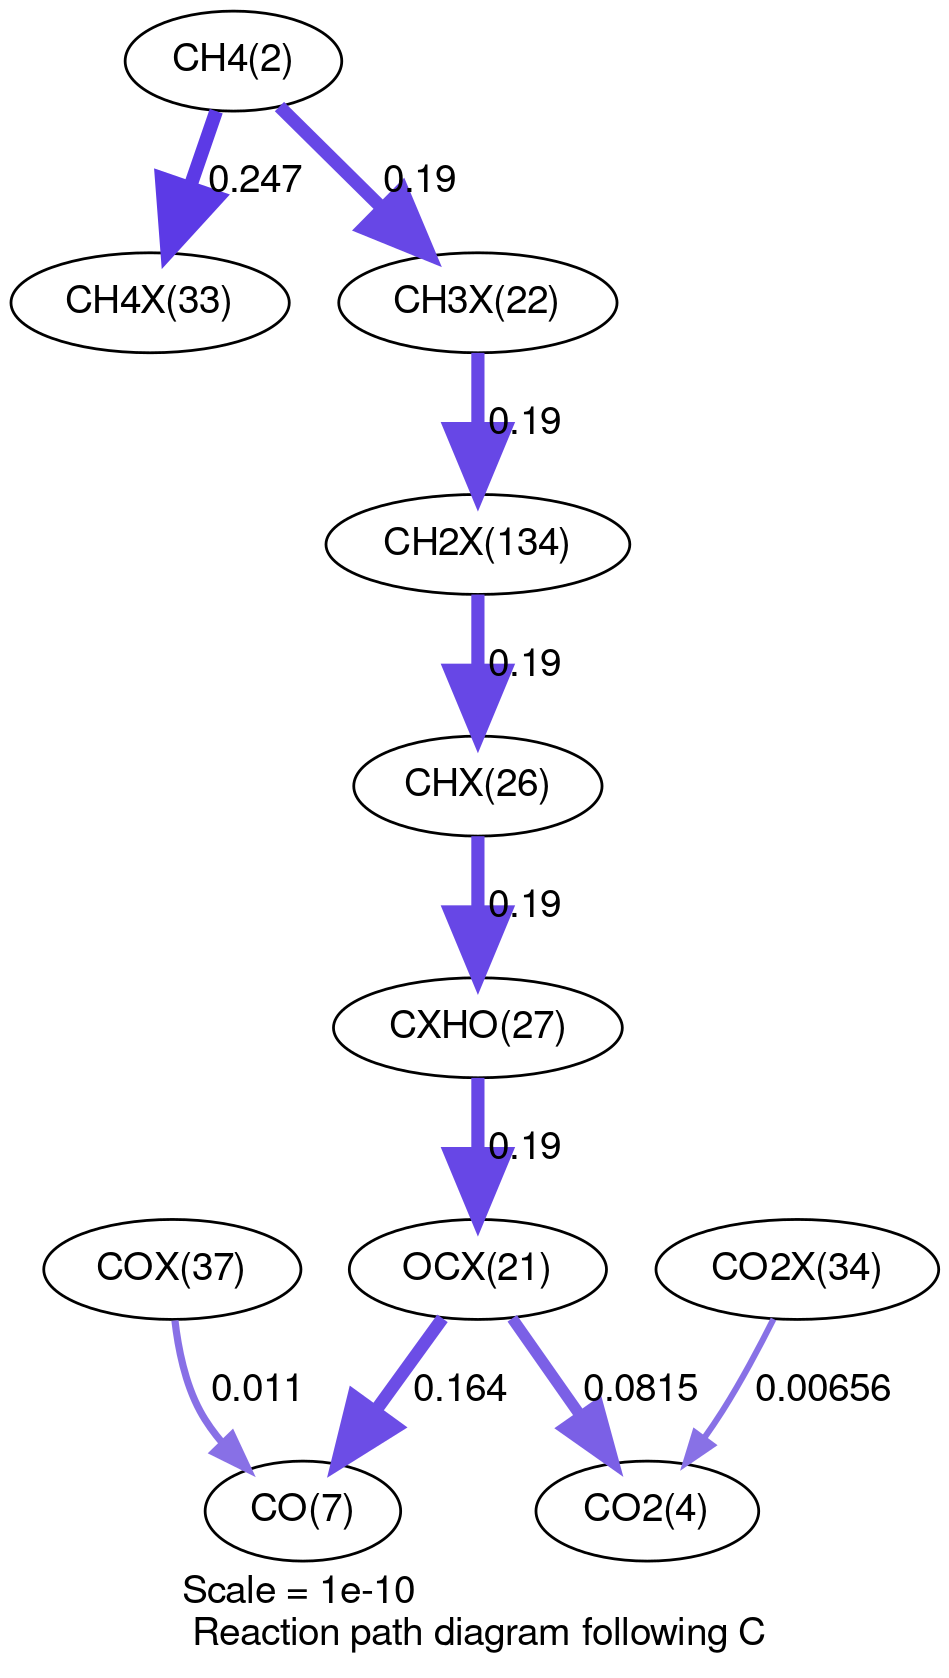 CH4(2)
0.247
0.19
CH4X(33)
CH3X(22)
0.19
CH2X(134)
0.19
CHX(26)
0.19
CXHO(27)
0.19
COX(37)
OCX(21)
CO2X(34)
0.011
0.164
0.0815
0.00656
CO(7)
CO2(4)
Scale = 1e-10
Reaction path diagram following C